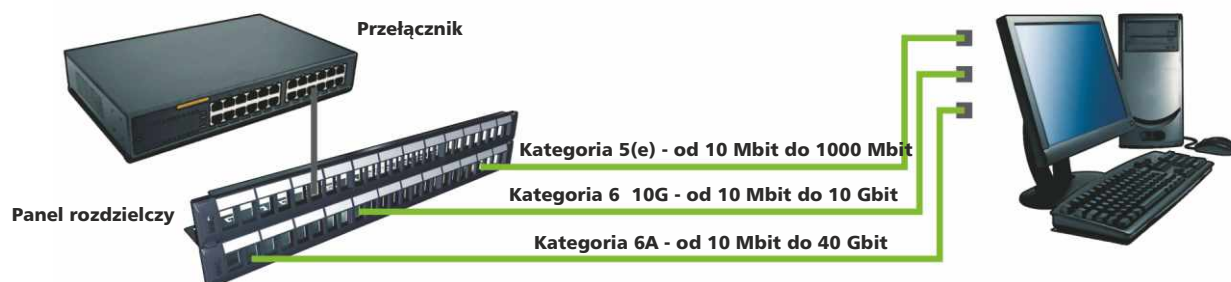 Przełącznik
Kategoria 5(e) - od 10 Mbit do 1000 Mbit
Kategoria 6  10G - od 10 Mbit do 10 Gbit
Panel rozdzielczy
Kategoria 6A - od 10 Mbit do 40 Gbit